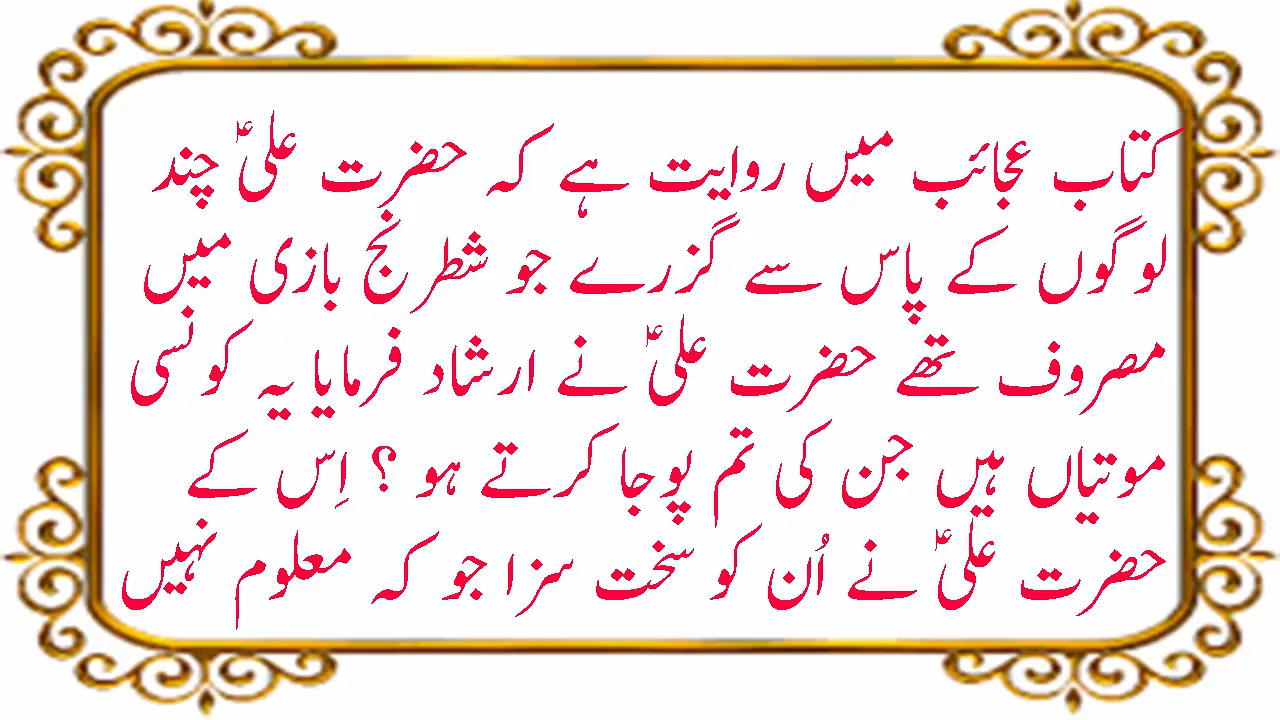 کتاب عجائب میں روایت ہے کہ حضرت علیؑ چند
لوگوں کے پاس سے گزرے جو شطرنج بازی میں
مصروف تھے حضرت علیؑ نے ارشاد فرمایا یہ کونسی
موتیاں ہیں جن کی تم پوجا کرتے ہو ؟ اِس کے
حضرت علیؑ نے اُن کو سخت سزا جو کہ معلوم نہیں